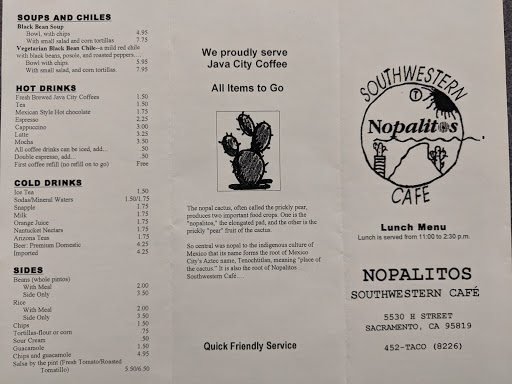 SOUPS AND CHILES
Black Bean Soup
Bowl, with chips 4.95
With small salad and corn tortillas 7.75
Vegetarian Black Bean Chile--a mild red chile
with black beans, posole, and roasted peppers....
Bowl with chips 5.95
With small salad, and corn tortillas. 7.95
HOT DRINKS
Fresh Brewed Java City Coffees 1.50
Tea 1.50
Mexican Style Hot chocolate 1.75
Espresso 2.25
Cappuccino 3.00
Latte 3.25
Mocha 3.50
All coffee drinks can be iced, add... .50
Double espresso, add... .50
First coffee refill (no refill on to go) Free
COLD DRINKS
Ice Tea 1.50
Sodas/Mineral Waters 1.50/1.75
Snapple 1.75
Milk 1.75
Orange Juice 1.75
Nantucket Nectars 1.75
Arizona Teas 1.75
Beer: Premium Domestic 4.25
Imported 4.25
SIDES
Beans (whole pintos)
With Meal 2.00
Side Only 3.50
Rice
With Meal 2.00
Side Only 3.50
Chips 1.50
Tortillas-flour or corn .75
Sour Cream .50
Guacamole 1.50
Chips and guacamole 4.95
Salsa by the pint (Fresh Tomato/Roasted
Tomatillo) 5.50/6.50
We proudly serve
Java City Coffee
All Items to Go
The nopal cactus, often called the prickly pear,
produces two important food crops. One is the
"nopalitos," the elongated pad, and the other is the
prickly "pear" fruit of the cactus.
So central was nopal to the indigenous culture of
Mexico that its name forms the root of Mexico
City's Aztec name, Tenochtitlan, meaning "place of
the cactus." It is also the root of Nopalitos
Southwestern Cafe....
Quick Friendly Service
SOUTHWESTERN
Nopalitos
CAFE
Lunch Menu
Lunch is served from 11:00 to 2:30 p.m.
NOPALITOS
SOUTHWESTERN CAFÉ
5530 H STREET
SACRAMENTO, CA 95819
452-TACO (8226)